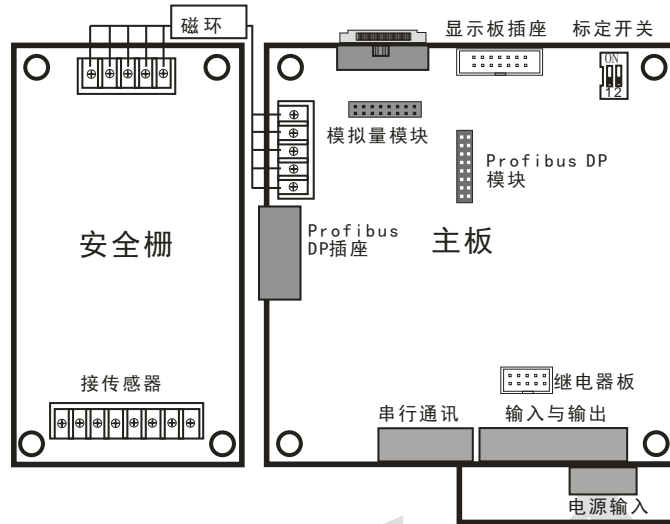 磁环
显示板插座
标定开关
ON
12
模拟量模块
Profibus DP
模块
Profibus
DP插座
安全栅
主板
接传感器
继电器板
串行通讯
输入与输出
电源输入